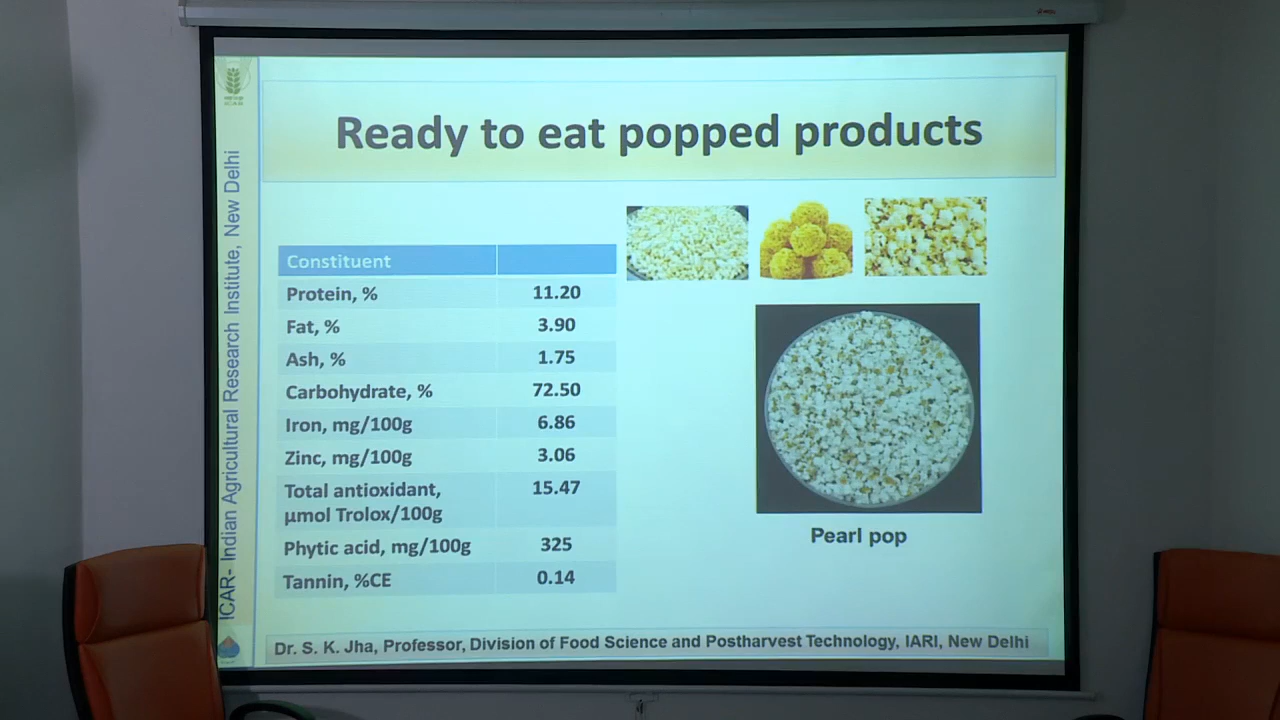 Ready to eat popped products
ICAR- Indian Agricultural Research Institute, New Delhi
Constituent
Protein, % 11.20
Fat, % 3.90
Ash, % 1.75
Carbohydrate, % 72.50
Iron, mg/100g 6.86
Zinc, mg/100g 3.06
Total antioxidant, 15.47
µmol Trolox/100g
Phytic acid, mg/100g 325
Tannin, %CE 0.14
Pearl pop
Dr. S. K. Jha, Professor, Division of Food Science and Postharvest Technology, IARI, New Delhi